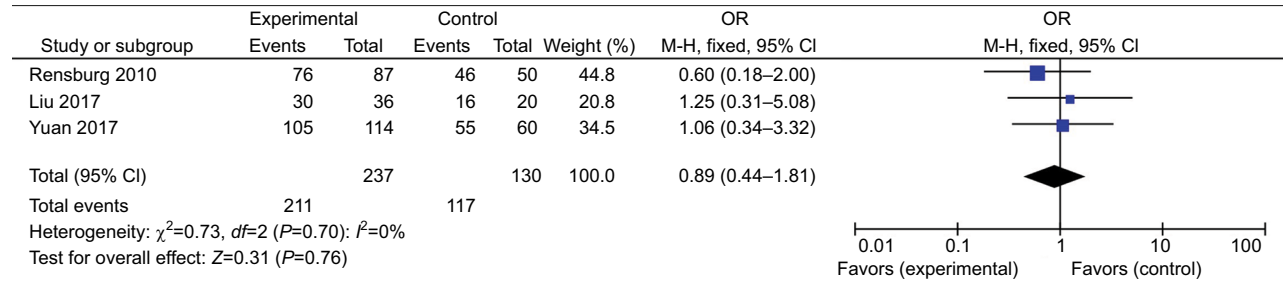 Experimental Control OR OR
Study or subgroup Events Total Events Total Weight (%) M-H, fixed, 95% CI M-H, fixed, 95% CI
Rensburg 2010 76 87 46 50 44.8 0.60 (0.18–2.00)
Liu 2017 30 36 16 20 20.8 1.25 (0.31–5.08)
Yuan 2017 105 114 55 60 34.5 1.06 (0.34–3.32)
Total (95% CI) 237 130 100.0 0.89 (0.44–1.81)
Total events 211 117
Heterogeneity: χ²=0.73, df=2 (P=0.70): I²=0%
Test for overall effect: Z=0.31 (P=0.76)
0.01 0.1 1 10 100
Favors (experimental) Favors (control)